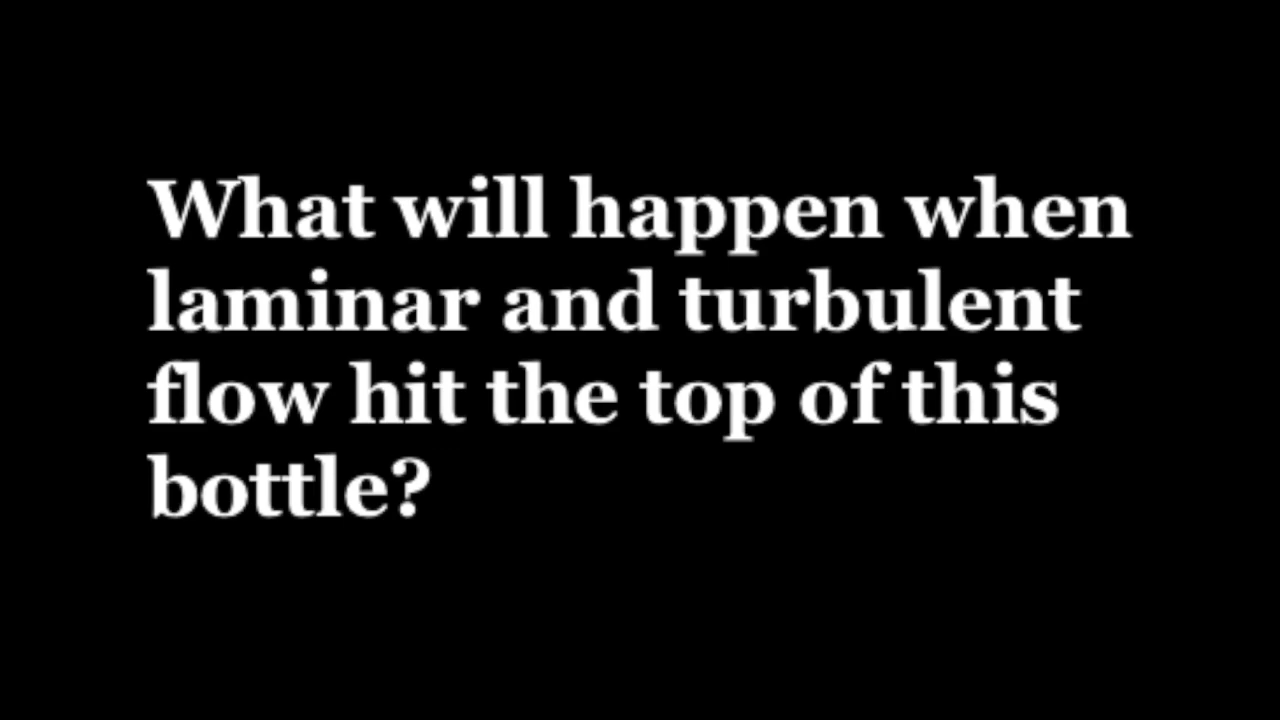 What will happen when
laminar and turbulent
flow hit the top of this
bottle?